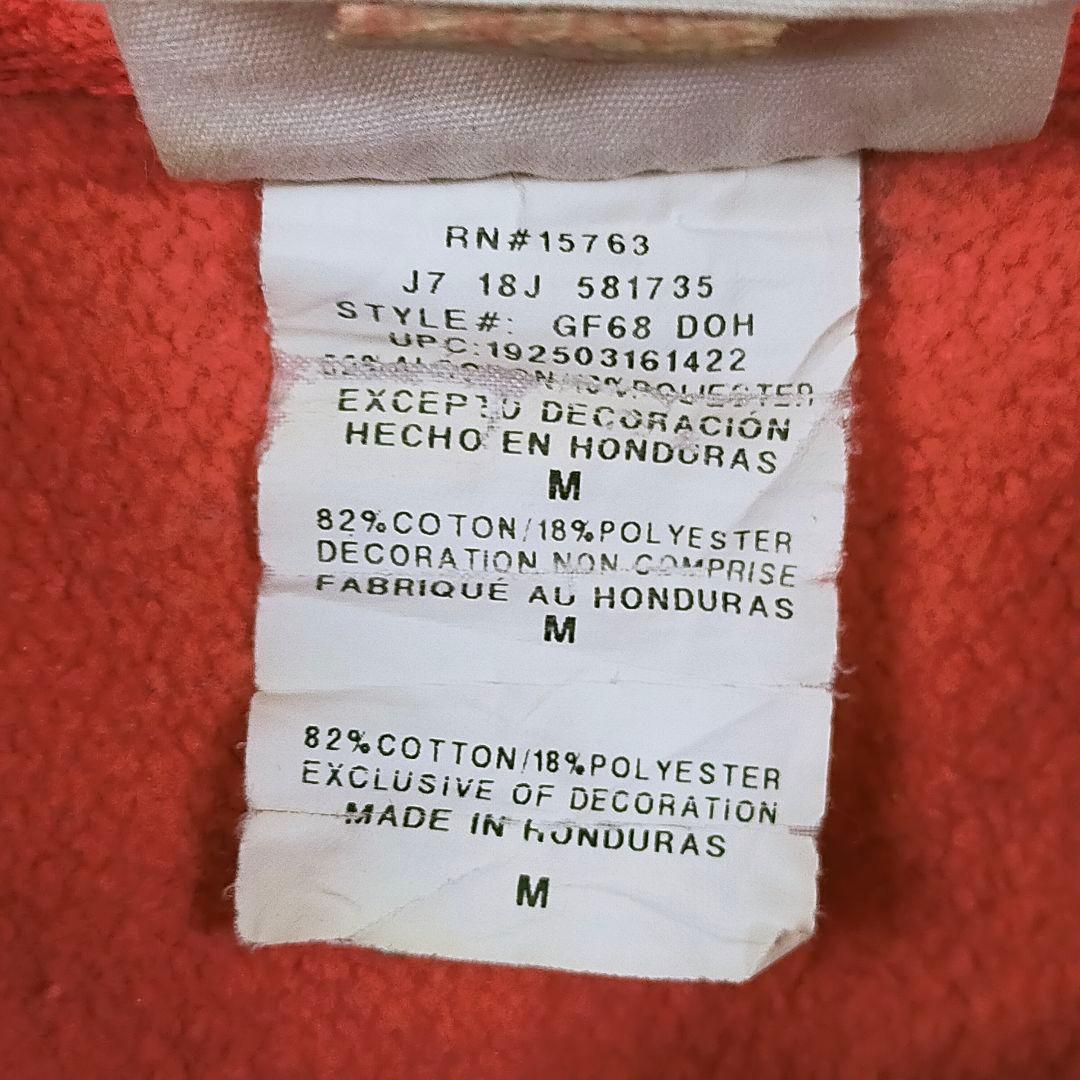 RN#15763
J7 18J 581735
STYLE#: GF68 DOH
UPC:192503161422
EXCEPTO DECORACIÓN
HECHO EN HONDURAS
M
82%COTON/18%POLYESTER
DECORATION NON COMPRISE
FABRIQUÉ AU HONDURAS
M
82%COTTON/18%POLYESTER
EXCLUSIVE OF DECORATION
MADE IN HONDURAS
M